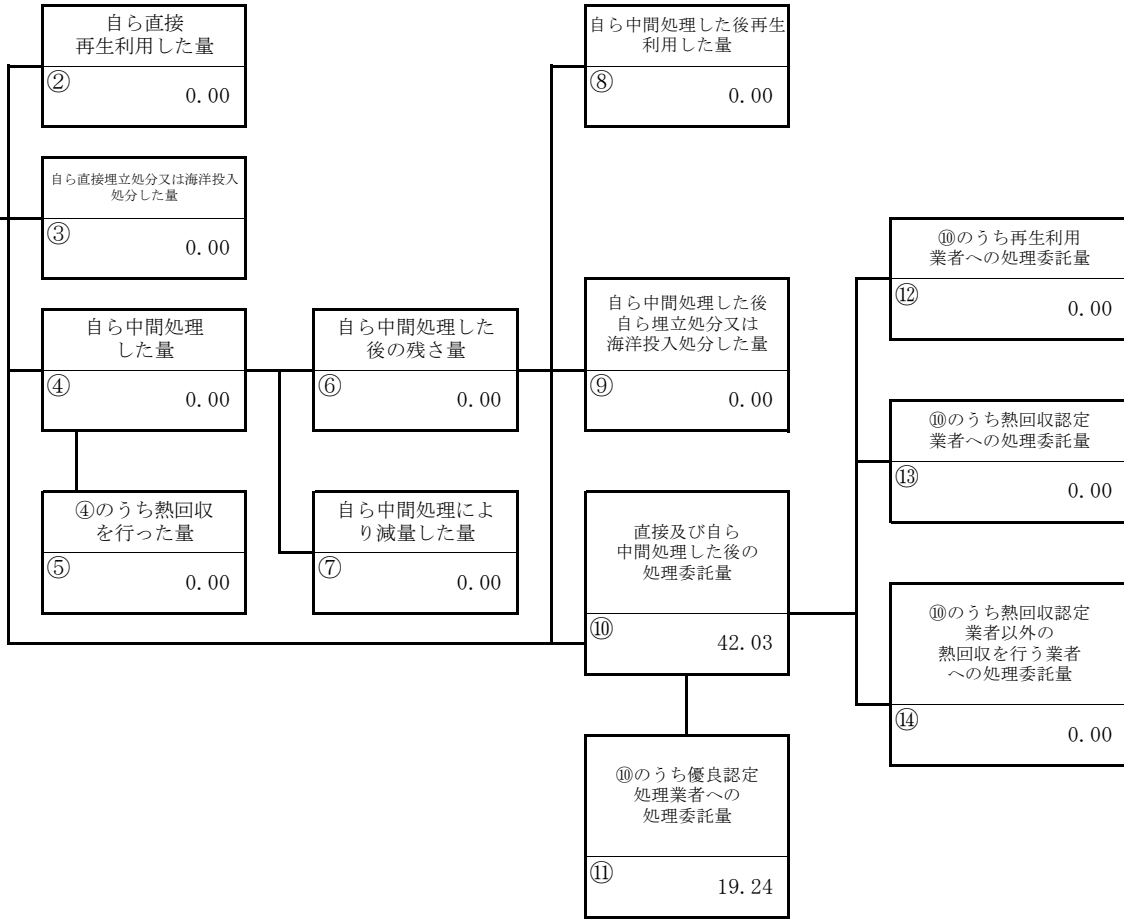 自ら直接
再生利用した量
②
0.00
自ら直接埋立処分又は海洋投入
処分した量
③
0.00
自ら中間処理
した量
④
0.00
④のうち熱回収
を行った量
⑤
0.00
自ら中間処理した
後の残さ量
⑥
0.00
自ら中間処理によ
り減量した量
⑦
0.00
自ら中間処理した後再生
利用した量
⑧
0.00
自ら中間処理した後
自ら埋立処分又は
海洋投入処分した量
⑨
0.00
直接及び自ら
中間処理した後の
処理委託量
⑩
42.03
⑩のうち優良認定
処理業者への
処理委託量
⑪
19.24
⑩のうち再生利用
業者への処理委託量
⑫
0.00
⑩のうち熱回収認定
業者への処理委託量
⑬
0.00
⑩のうち熱回収認定
業者以外の
熱回収を行う業者
への処理委託量
⑭
0.00